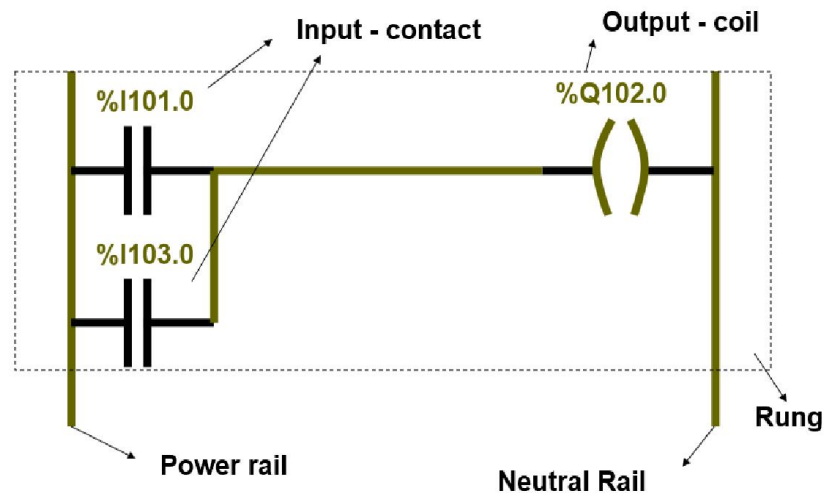 Input - contact
Output - coil
%I101.0
%Q102.0
%I103.0
Rung
Power rail
Neutral Rail